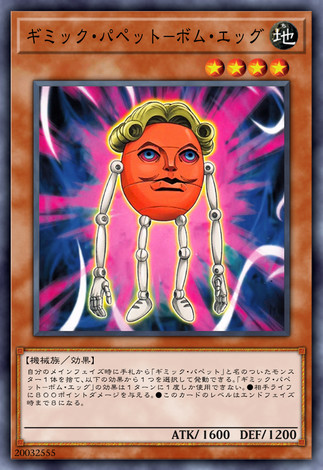 ギミック・パペット-ボム・エッグ
地
【機械族/効果】
自分のメインフェイズ時に手札から「ギミック・パペット」と名のついたモンス
ター1体を捨て、以下の効果から1つを選択して発動できる。「ギミック・パペ
ット-ボム・エッグ」の効果は1ターンに1度しか使用できない。●相手ライフ
に800ポイントダメージを与える。●このカードのレベルはエンドフェイズ
時まで8になる。
ATK/1600 DEF/1200
20032555